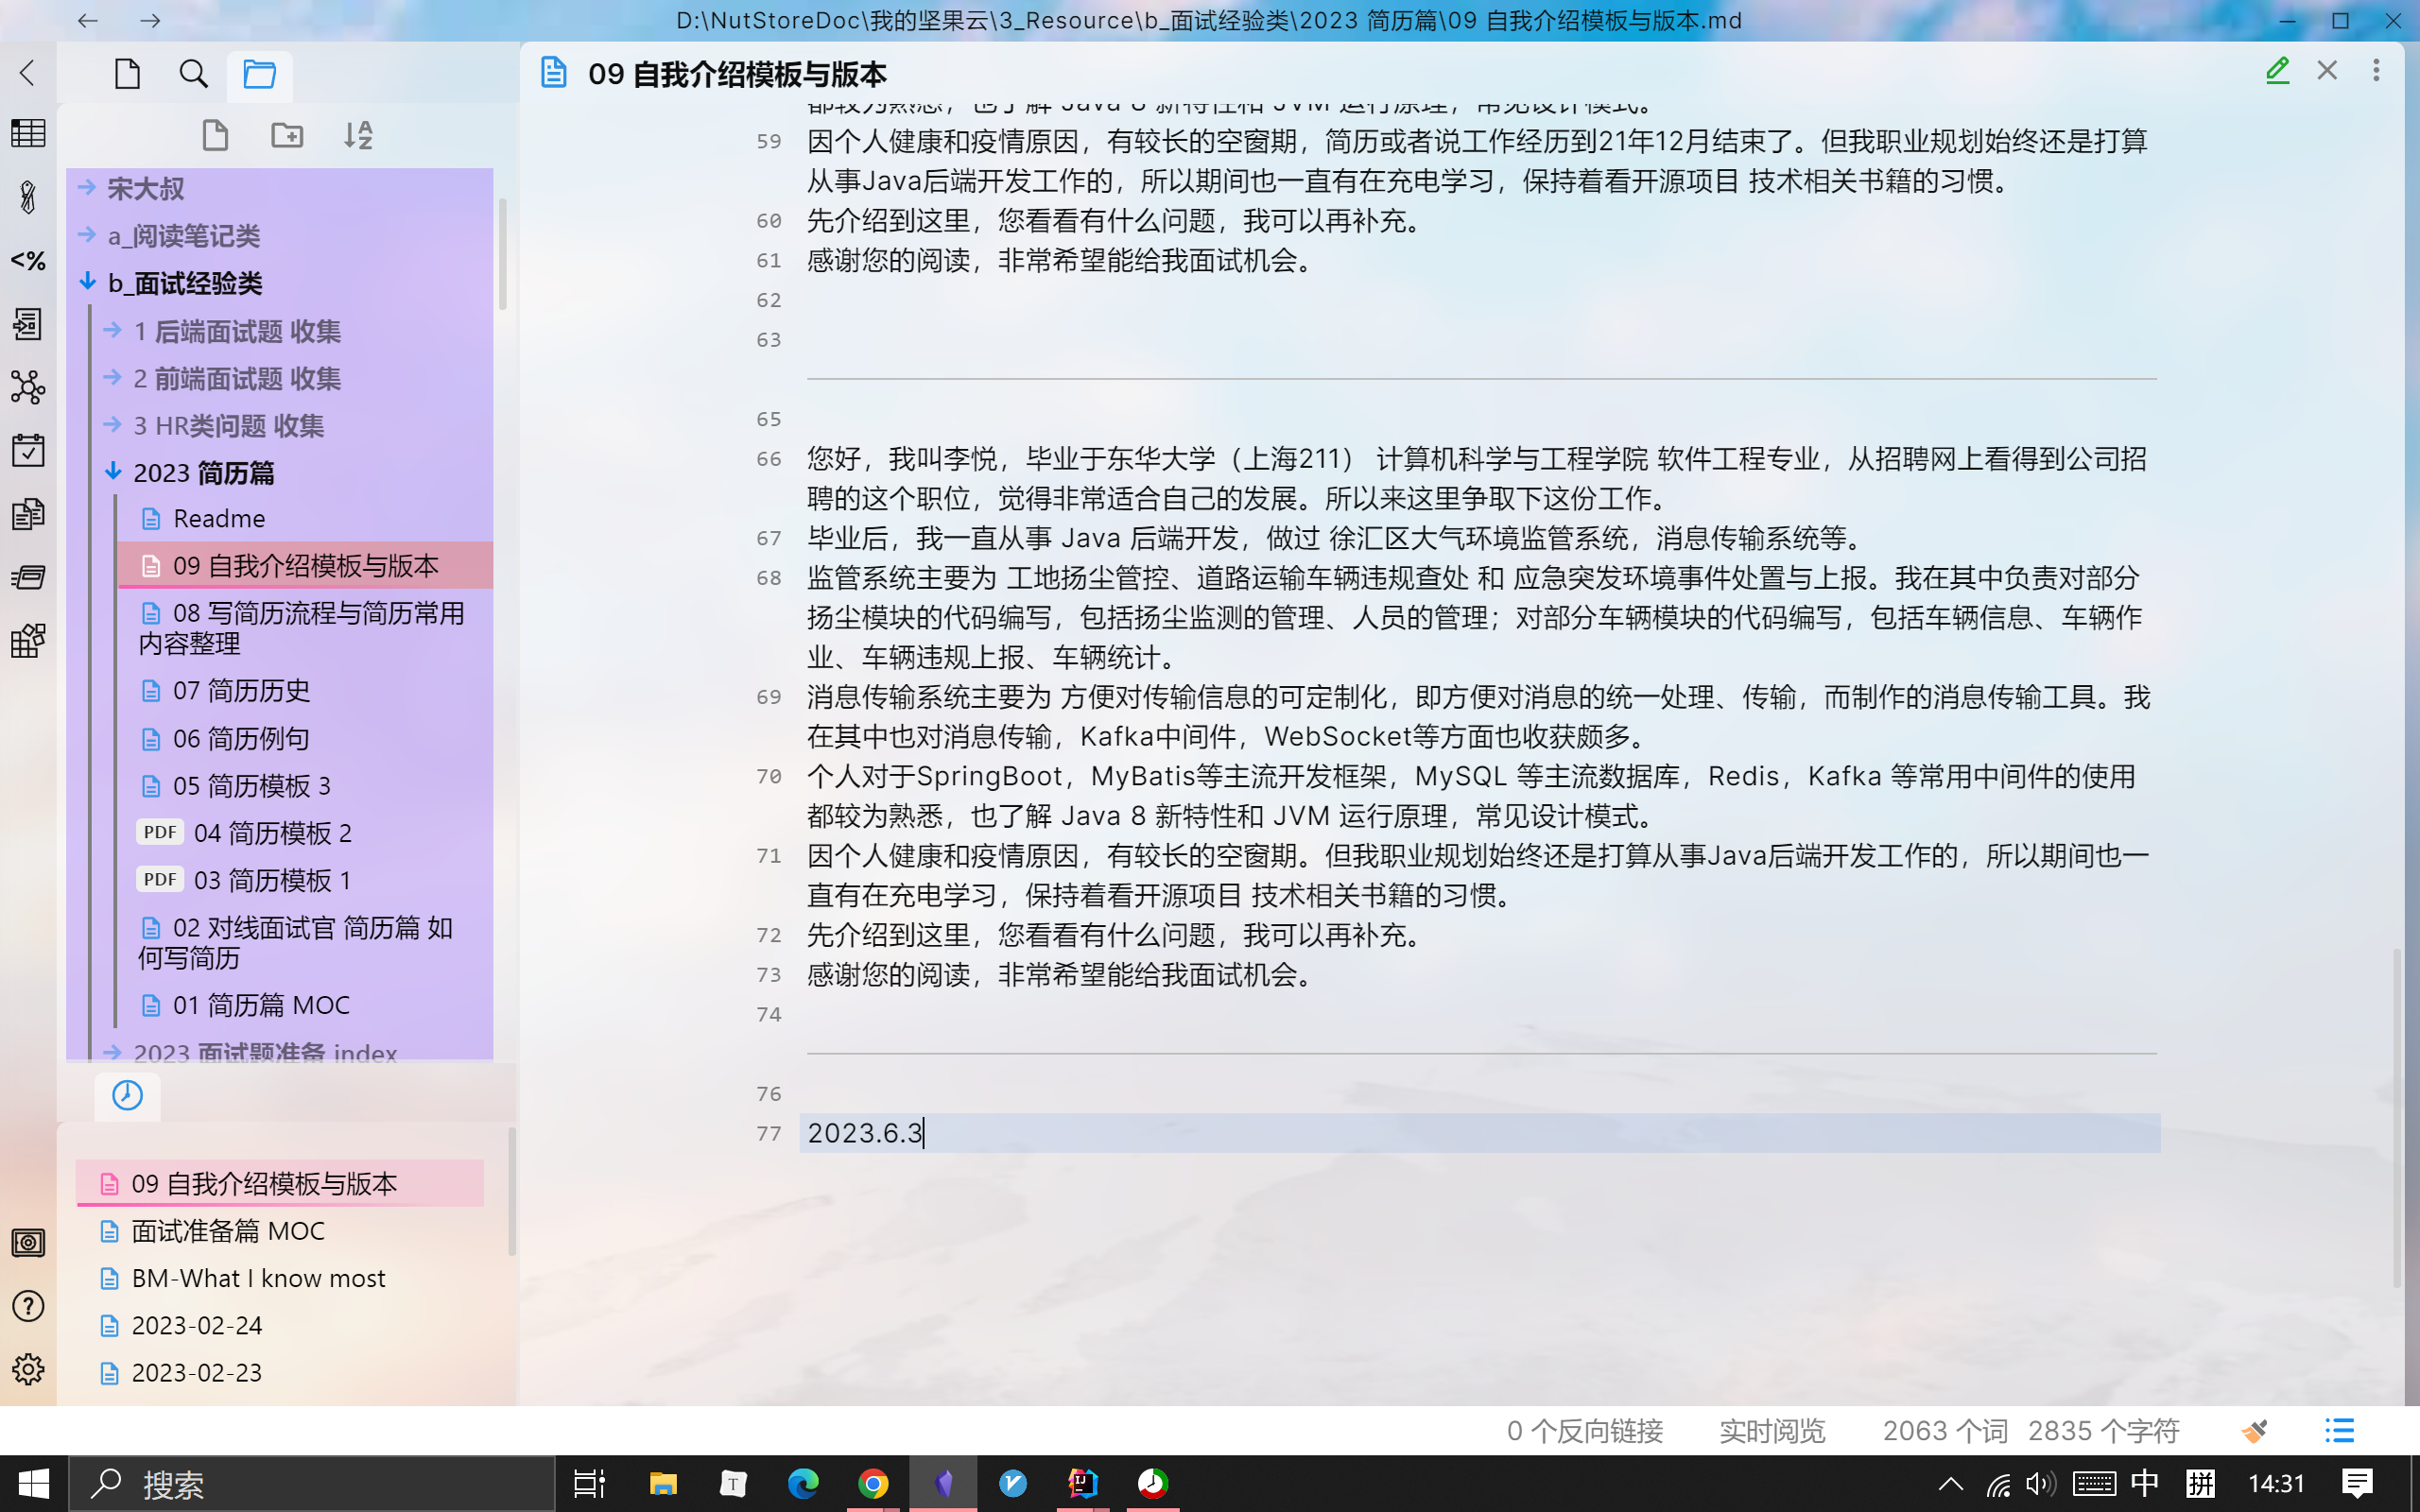 D:\NutStoreDoc\我的坚果云\3_Resource\b_面试经验类\2023 简历篇\09 自我介绍模板与版本.md
宋大叔
a_阅读笔记类
b_面试经验类
1 后端面试题 收集
2 前端面试题 收集
3 HR类问题 收集
2023 简历篇
Readme
09 自我介绍模板与版本
08 写简历流程与简历常用
内容整理
07 简历历史
06 简历例句
05 简历模板 3
PDF 04 简历模板 2
PDF 03 简历模板 1
02 对线面试官 简历篇 如
何写简历
01 简历篇 MOC
2023 面试题准备 index
09 自我介绍模板与版本
面试准备篇 MOC
BM-What I know most
2023-02-24
2023-02-23
09 自我介绍模板与版本
都较为熟悉，也了解 Java 8 新特性和 JVM 运行原理，常见设计模式。
59 因个人健康和疫情原因，有较长的空窗期，简历或者说工作经历到21年12月结束了。但我职业规划始终还是打算
从事Java后端开发工作的，所以期间也一直有在充电学习，保持着看开源项目 技术相关书籍的习惯。
60 先介绍到这里，您看看有什么问题，我可以再补充。
61 感谢您的阅读，非常希望能给我面试机会。
62
63
65
66 您好，我叫李悦，毕业于东华大学（上海211） 计算机科学与工程学院 软件工程专业，从招聘网上看得到公司招
聘的这个职位，觉得非常适合自己的发展。所以来这里争取下这份工作。
67 毕业后，我一直从事 Java 后端开发，做过 徐汇区大气环境监管系统，消息传输系统等。
68 监管系统主要为 工地扬尘管控、道路运输车辆违规查处 和 应急突发环境事件处置与上报。我在其中负责对部分
扬尘模块的代码编写，包括扬尘监测的管理、人员的管理；对部分车辆模块的代码编写，包括车辆信息、车辆作
业、车辆违规上报、车辆统计。
69 消息传输系统主要为 方便对传输信息的可定制化，即方便对消息的统一处理、传输，而制作的消息传输工具。我
在其中也对消息传输，Kafka中间件，WebSocket等方面也收获颇多。
70 个人对于SpringBoot，MyBatis等主流开发框架，MySQL 等主流数据库，Redis，Kafka 等常用中间件的使用
都较为熟悉，也了解 Java 8 新特性和 JVM 运行原理，常见设计模式。
71 因个人健康和疫情原因，有较长的空窗期。但我职业规划始终还是打算从事Java后端开发工作的，所以期间也一
直有在充电学习，保持着看开源项目 技术相关书籍的习惯。
72 先介绍到这里，您看看有什么问题，我可以再补充。
73 感谢您的阅读，非常希望能给我面试机会。
74
76
77 2023.6.3
0 个反向链接 实时阅览 2063 个词 2835 个字符
搜索
中 拼 14:31